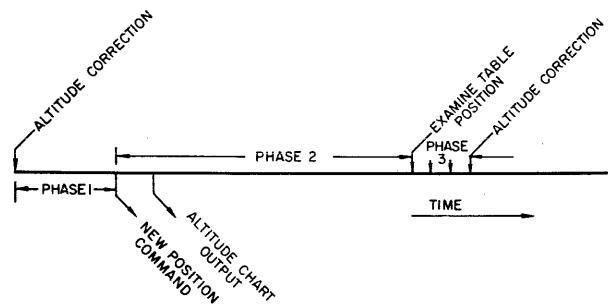 ALTITUDE CORRECTION
EXAMINE TABLE
POSITION
ALTITUDE CORRECTION
PHASE 2
PHASE
3
PHASE I
TIME
NEW POSITION
COMMAND
ALTITUDE CHART
OUTPUT